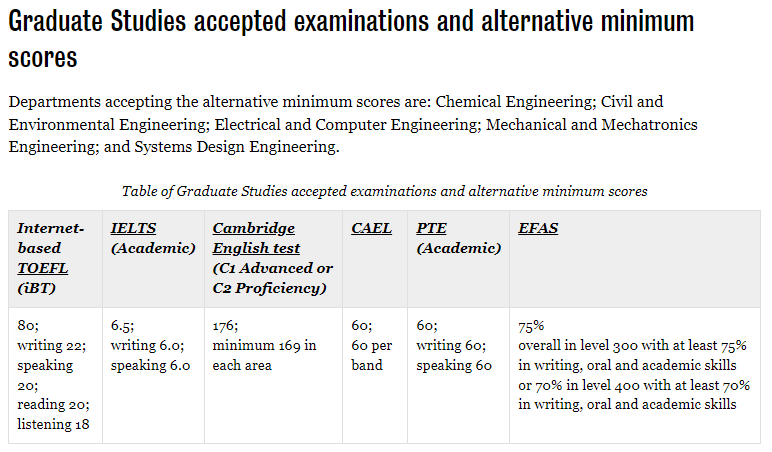 Graduate Studies accepted examinations and alternative minimum
scores
Departments accepting the alternative minimum scores are: Chemical Engineering; Civil and
Environmental Engineering; Electrical and Computer Engineering; Mechanical and Mechatronics
Engineering; and Systems Design Engineering.
Table of Graduate Studies accepted examinations and alternative minimum scores
Internet-
based
TOEFL
(iBT)
IELTS
(Academic)
Cambridge
English test
(C1 Advanced or
C2 Proficiency)
CAEL
PTE
(Academic)
EFAS
80;
writing 22;
speaking
20;
reading 20;
listening 18
6.5;
writing 6.0;
speaking 6.0
176;
minimum 169 in
each area
60;
60 per
band
60;
writing 60;
speaking 60
75%
overall in level 300 with at least 75%
in writing, oral and academic skills
or 70% in level 400 with at least 70%
in writing, oral and academic skills